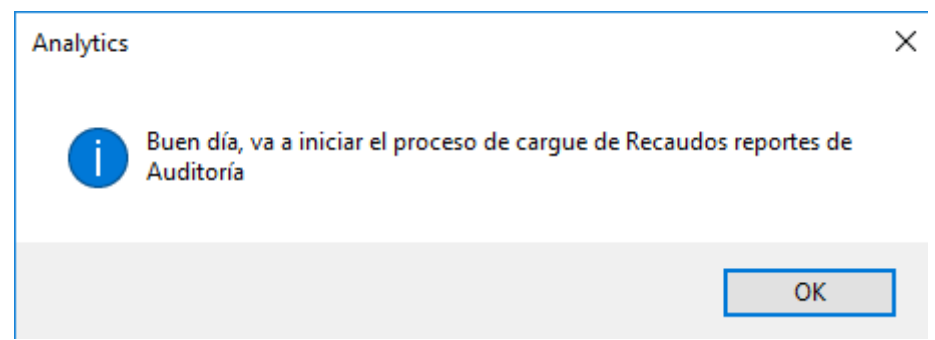 Analytics
Buen día, va a iniciar el proceso de cargue de Recaudos reportes de
Auditoría
OK